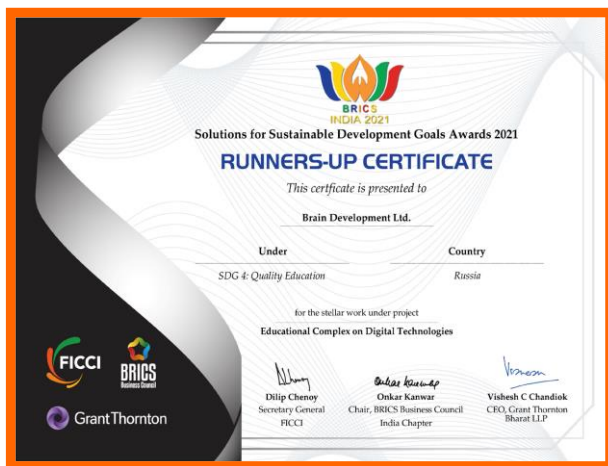 BRICS
INDIA 2021
Solutions for Sustainable Development Goals Awards 2021
RUNNERS-UP CERTIFICATE
This certficate is presented to
Brain Development Ltd.
Under Country
SDG 4: Quality Education Russia
for the stellar work under project
Educational Complex on Digital Technologies
FICCI
BRICS
Business Council
Grant Thornton
Dilip Chenoy
Secretary General
FICCI
Onkar Kanwar
Chair, BRICS Business Council
India Chapter
Vishesh C Chandiok
CEO, Grant Thornton
Bharat LLP